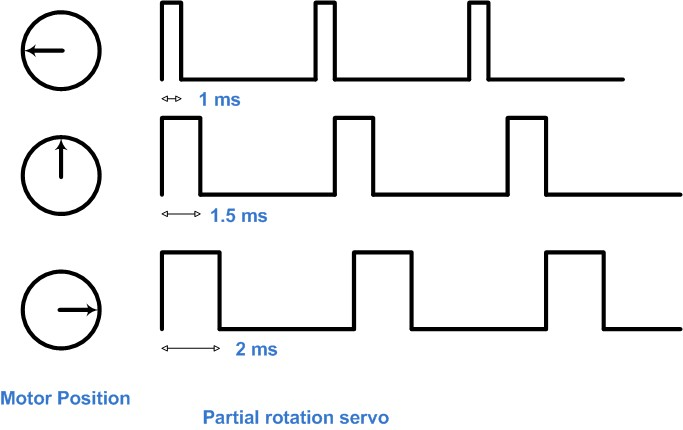 1 ms
1.5 ms
2 ms
Motor Position
Partial rotation servo